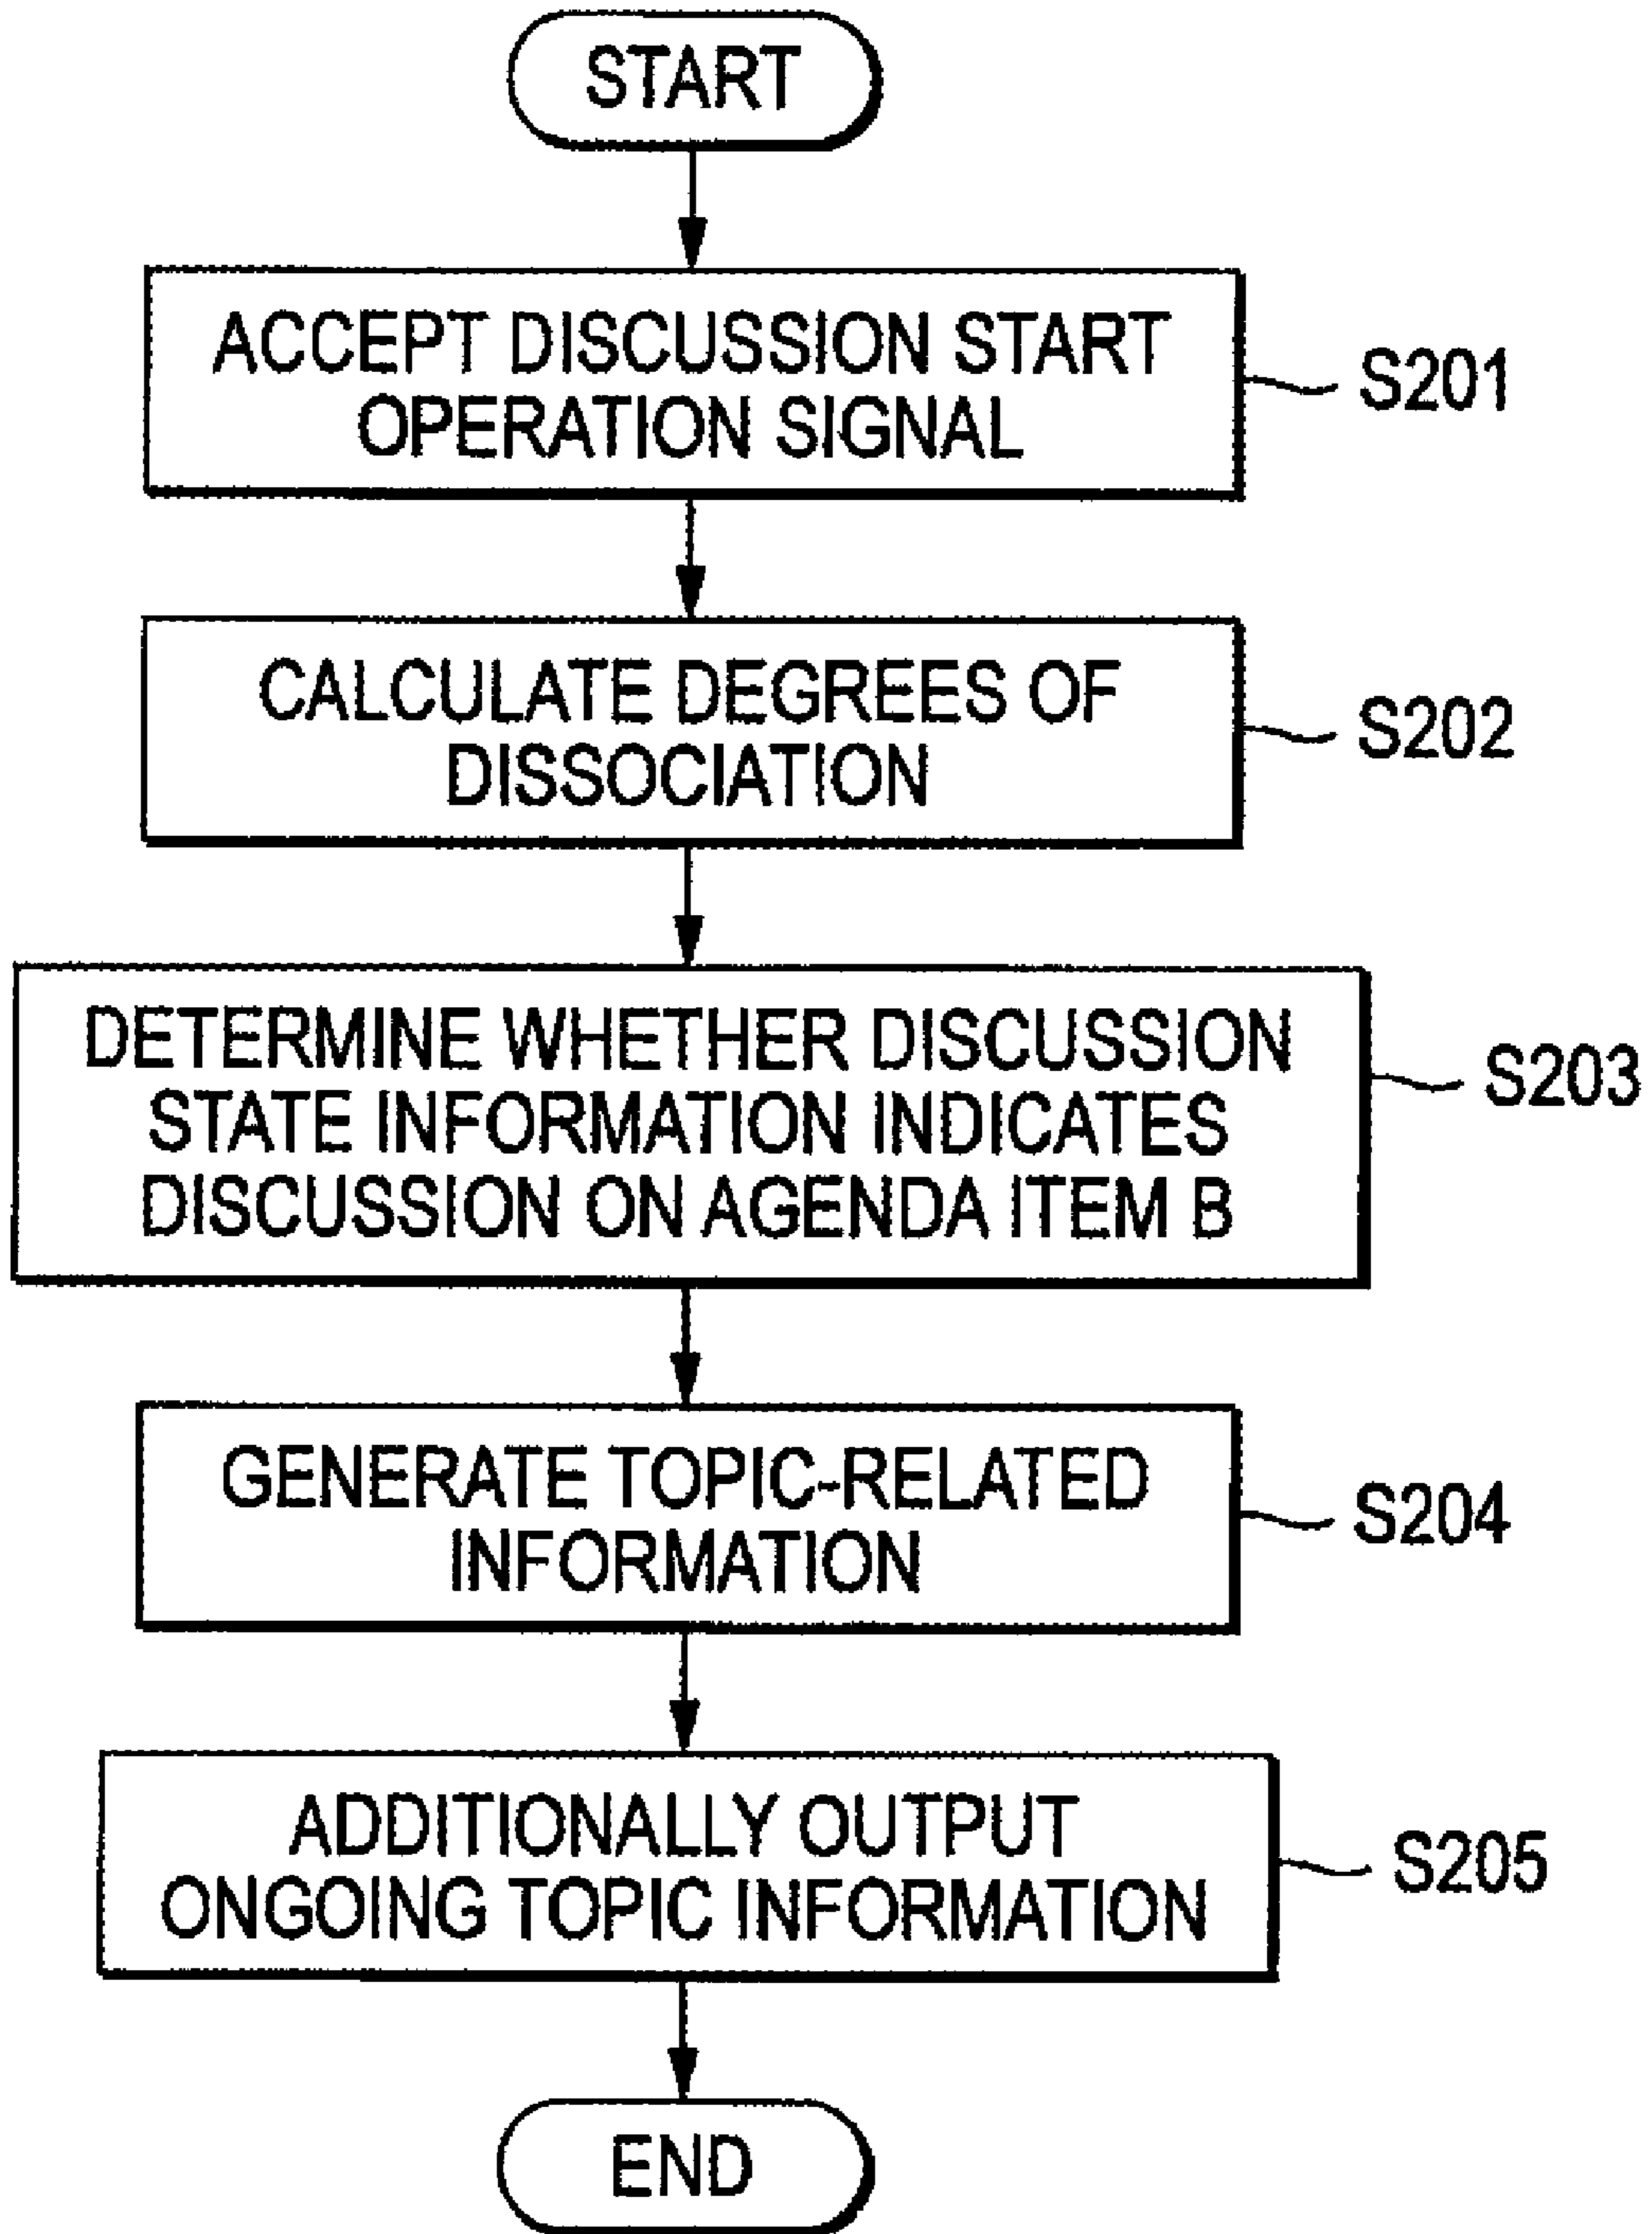 START
ACCEPT DISCUSSION START
OPERATION SIGNAL
S201
CALCULATE DEGREES OF
DISSOCIATION
S202
DETERMINE WHETHER DISCUSSION
STATE INFORMATION INDICATES
DISCUSSION ON AGENDA ITEM B
S203
GENERATE TOPIC-RELATED
INFORMATION
S204
ADDITIONALLY OUTPUT
ONGOING TOPIC INFORMATION
S205
END